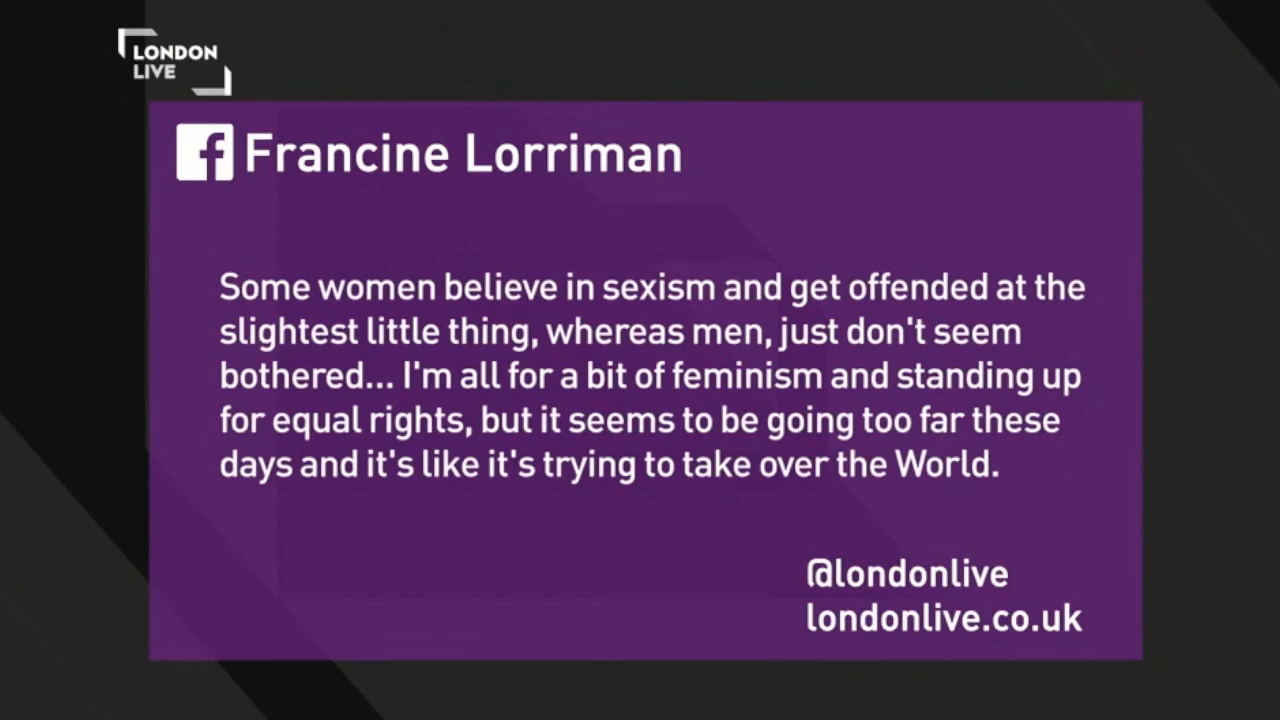 LONDON
LIVE
Francine Lorriman
Some women believe in sexism and get offended at the
slightest little thing, whereas men, just don't seem
bothered... I'm all for a bit of feminism and standing up
for equal rights, but it seems to be going too far these
days and it's like it's trying to take over the World.
@londonlive
londonlive.co.uk